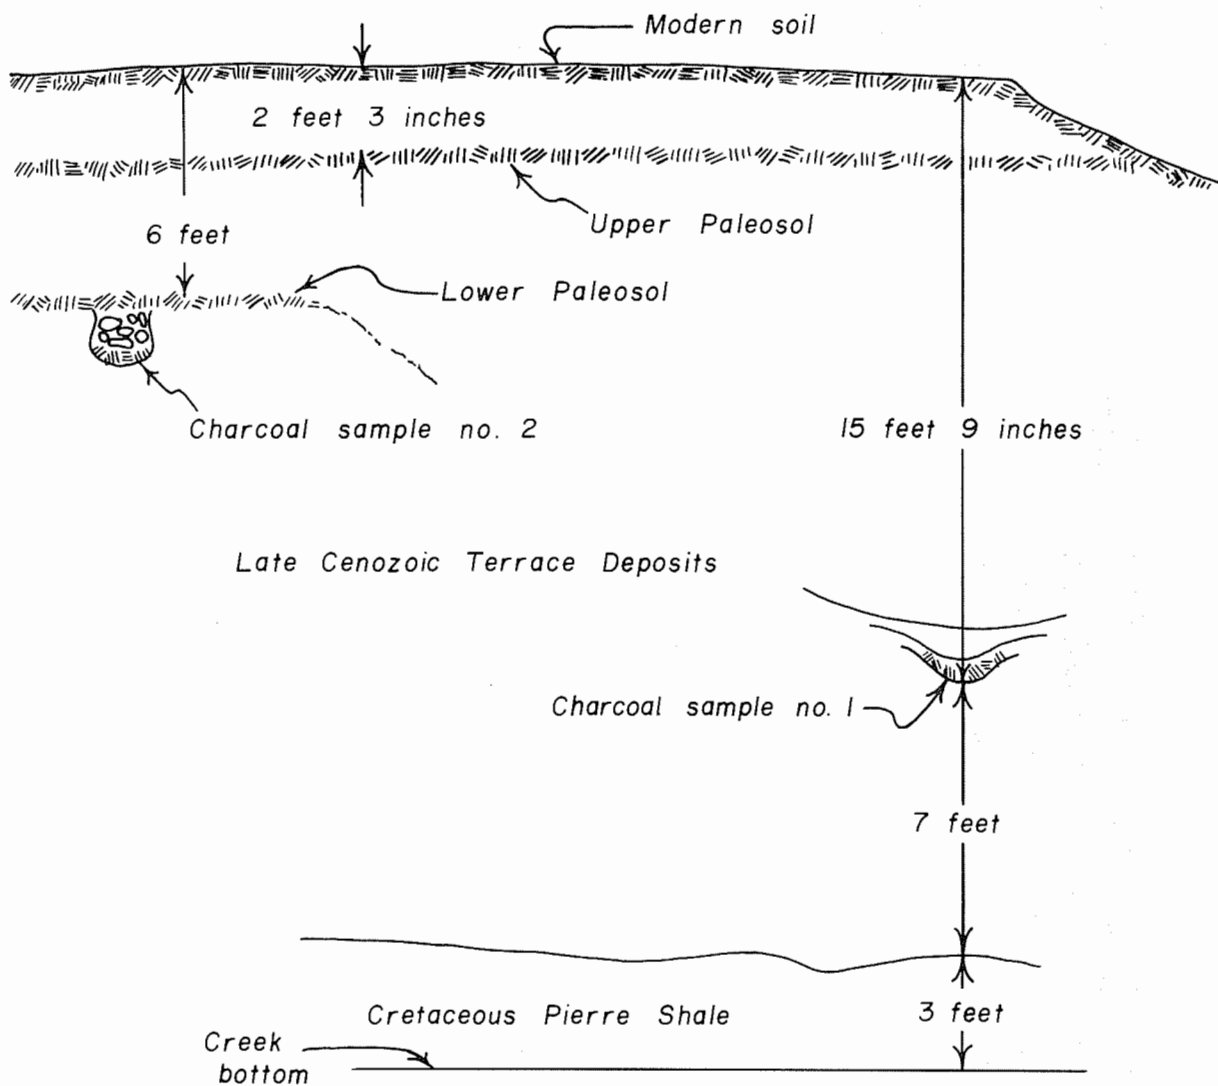 Modern soil
2 feet 3 inches
Upper Paleosol
6 feet
Lower Paleosol
Charcoal sample no. 2
15 feet 9 inches
Late Cenozoic Terrace Deposits
Charcoal sample no. 1
7 feet
Cretaceous Pierre Shale
3 feet
Creek
bottom